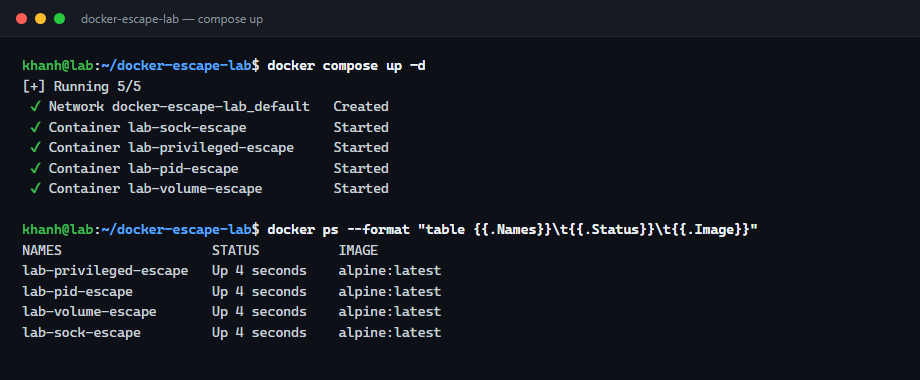 docker-escape-lab — compose up
khanh@lab:~/docker-escape-lab$ docker compose up -d
[+] Running 5/5
✓ Network docker-escape-lab_default Created
✓ Container lab-sock-escape Started
✓ Container lab-privileged-escape Started
✓ Container lab-pid-escape Started
✓ Container lab-volume-escape Started
khanh@lab:~/docker-escape-lab$ docker ps --format "table {{.Names}}\t{{.Status}}\t{{.Image}}"
NAMES STATUS IMAGE
lab-privileged-escape Up 4 seconds alpine:latest
lab-pid-escape Up 4 seconds alpine:latest
lab-volume-escape Up 4 seconds alpine:latest
lab-sock-escape Up 4 seconds alpine:latest